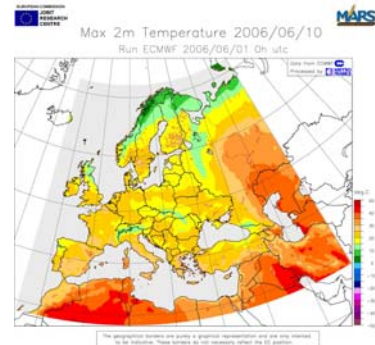 EUROPEAN COMMISSION
JOINT
RESEARCH
CENTRE
MARS
Max 2m Temperature 2006/06/10
Run ECMWF 2006/06/01 0h utc
data from ECMWF
Processed by
deg.C
The geographical borders are purely a graphical representation and are only intended
to be indicative. These borders do not necessarily reflect the EC position.